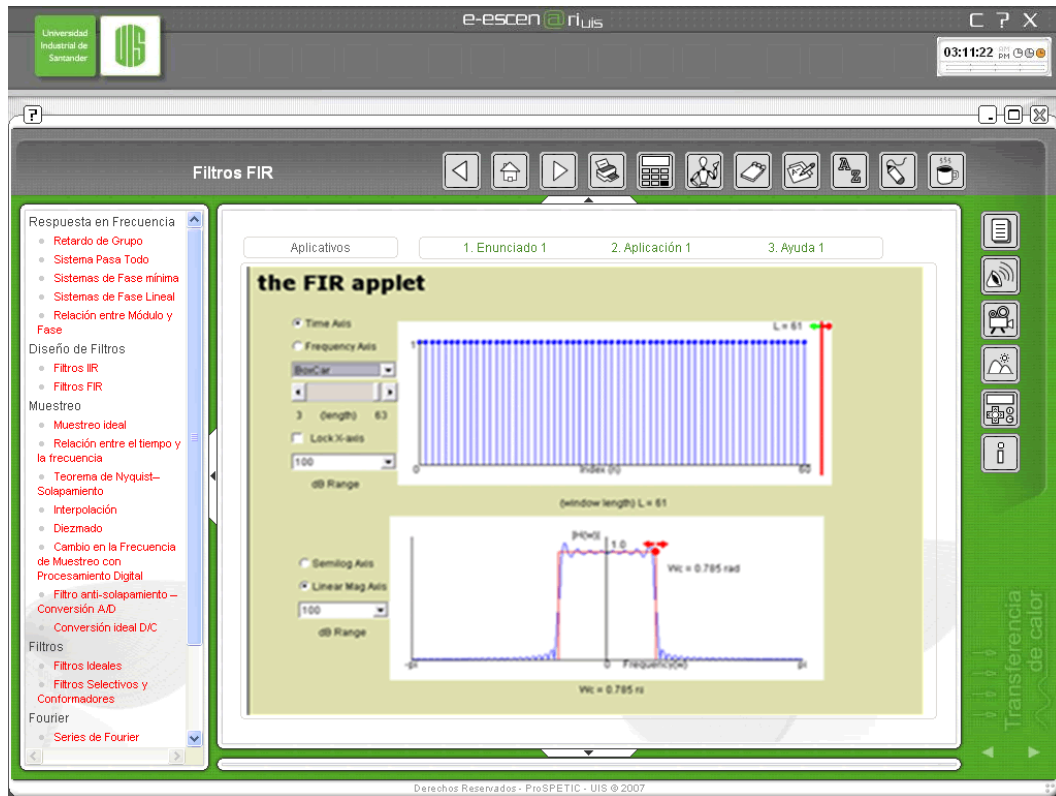 Universidad
Industrial de
Santander
UIS
e-escen@riuis
C ? X
03:11:22 AM
PM
?
Filtros FIR
A
Z
Respuesta en Frecuencia
Retardo de Grupo
Sistema Pasa Todo
Sistemas de Fase mínima
Sistemas de Fase Lineal
Relación entre Módulo y
Fase
Diseño de Filtros
Filtros IIR
Filtros FIR
Muestreo
Muestreo ideal
Relación entre el tiempo y
la frecuencia
Teorema de Nyquist–
Solapamiento
Interpolación
Diezmado
Cambio en la Frecuencia
de Muestreo con
Procesamiento Digital
Filtro anti-solapamiento –
Conversión A/D
Conversión ideal D/C
Filtros
Filtros Ideales
Filtros Selectivos y
Conformadores
Fourier
Series de Fourier
Aplicativos
1. Enunciado 1
2. Aplicación 1
3. Ayuda 1
the FIR applet
Time Axis
Frequency Axis
BoxCar
3 (length) 63
Lock X-axis
100
dB Range
L = 61
1
0 Index (n) 60
(window length) L = 61
Semilog Axis
Linear Mag Axis
100
dB Range
|H(w)|
1.0
Wc = 0.785 rad
-pi 0 Frequency(w) pi
Wc = 0.785 rs
Transferencia
de calor
Derechos Reservados - ProSPETIC - UIS @ 2007